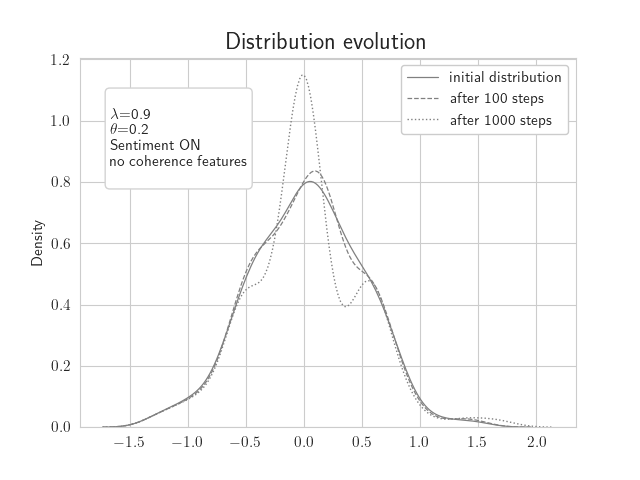 Distribution evolution
1.2
1.0
0.8
0.6
0.4
0.2
0.0
Density
λ=0.9
θ=0.2
Sentiment ON
no coherence features
initial distribution
after 100 steps
after 1000 steps
−1.5 −1.0 −0.5 0.0 0.5 1.0 1.5 2.0